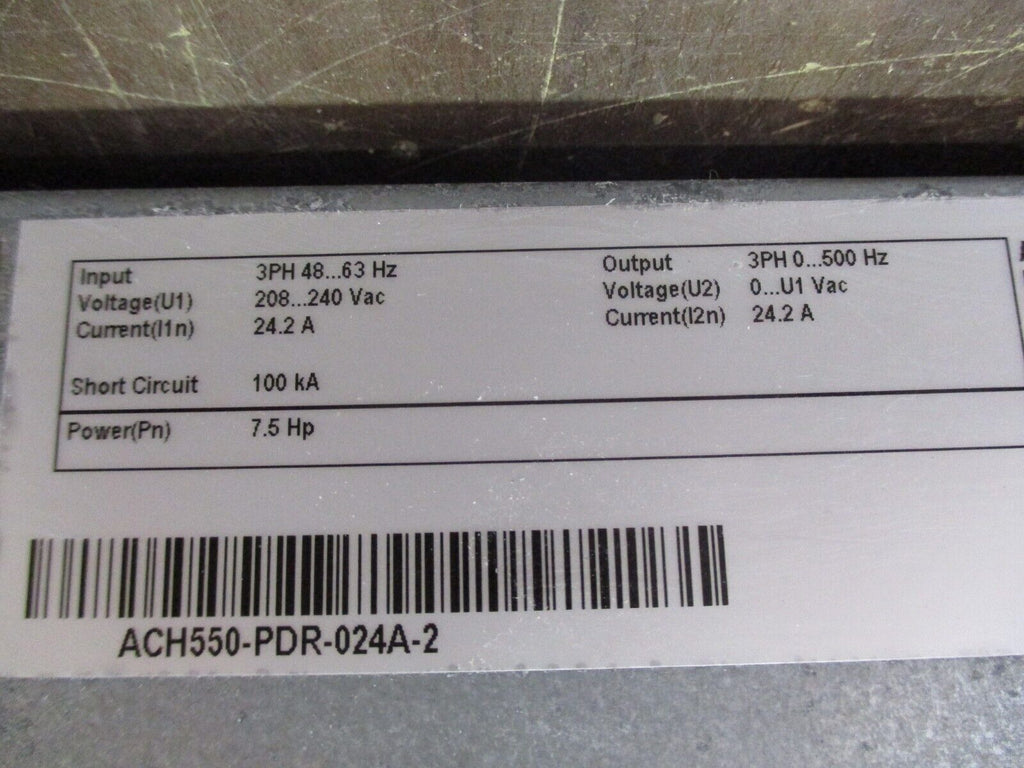 Input 3PH 48...63 Hz Output 3PH 0...500 Hz
Voltage(U1) 208...240 Vac Voltage(U2) 0...U1 Vac
Current(I1n) 24.2 A Current(I2n) 24.2 A
Short Circuit 100 kA
Power(Pn) 7.5 Hp
ACH550-PDR-024A-2